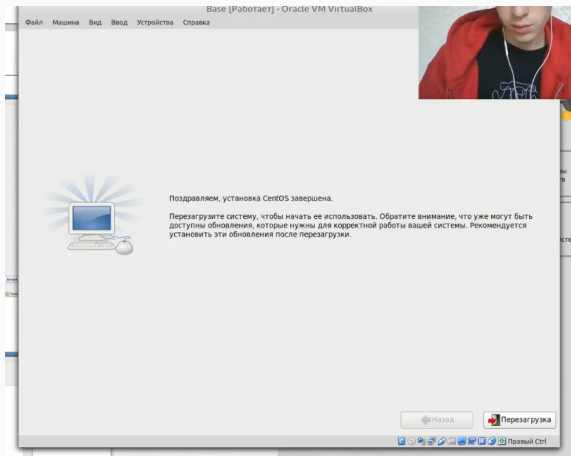 Base [Работает] - Oracle VM VirtualBox
Файл Машина Вид Ввод Устройства Справка
Поздравляем, установка CentOS завершена.
Перезагрузите систему, чтобы начать ее использовать. Обратите внимание, что уже могут быть
доступны обновления, которые нужны для корректной работы вашей системы. Рекомендуется
установить эти обновления после перезагрузки.
Назад
Перезагрузка
Правый Ctrl